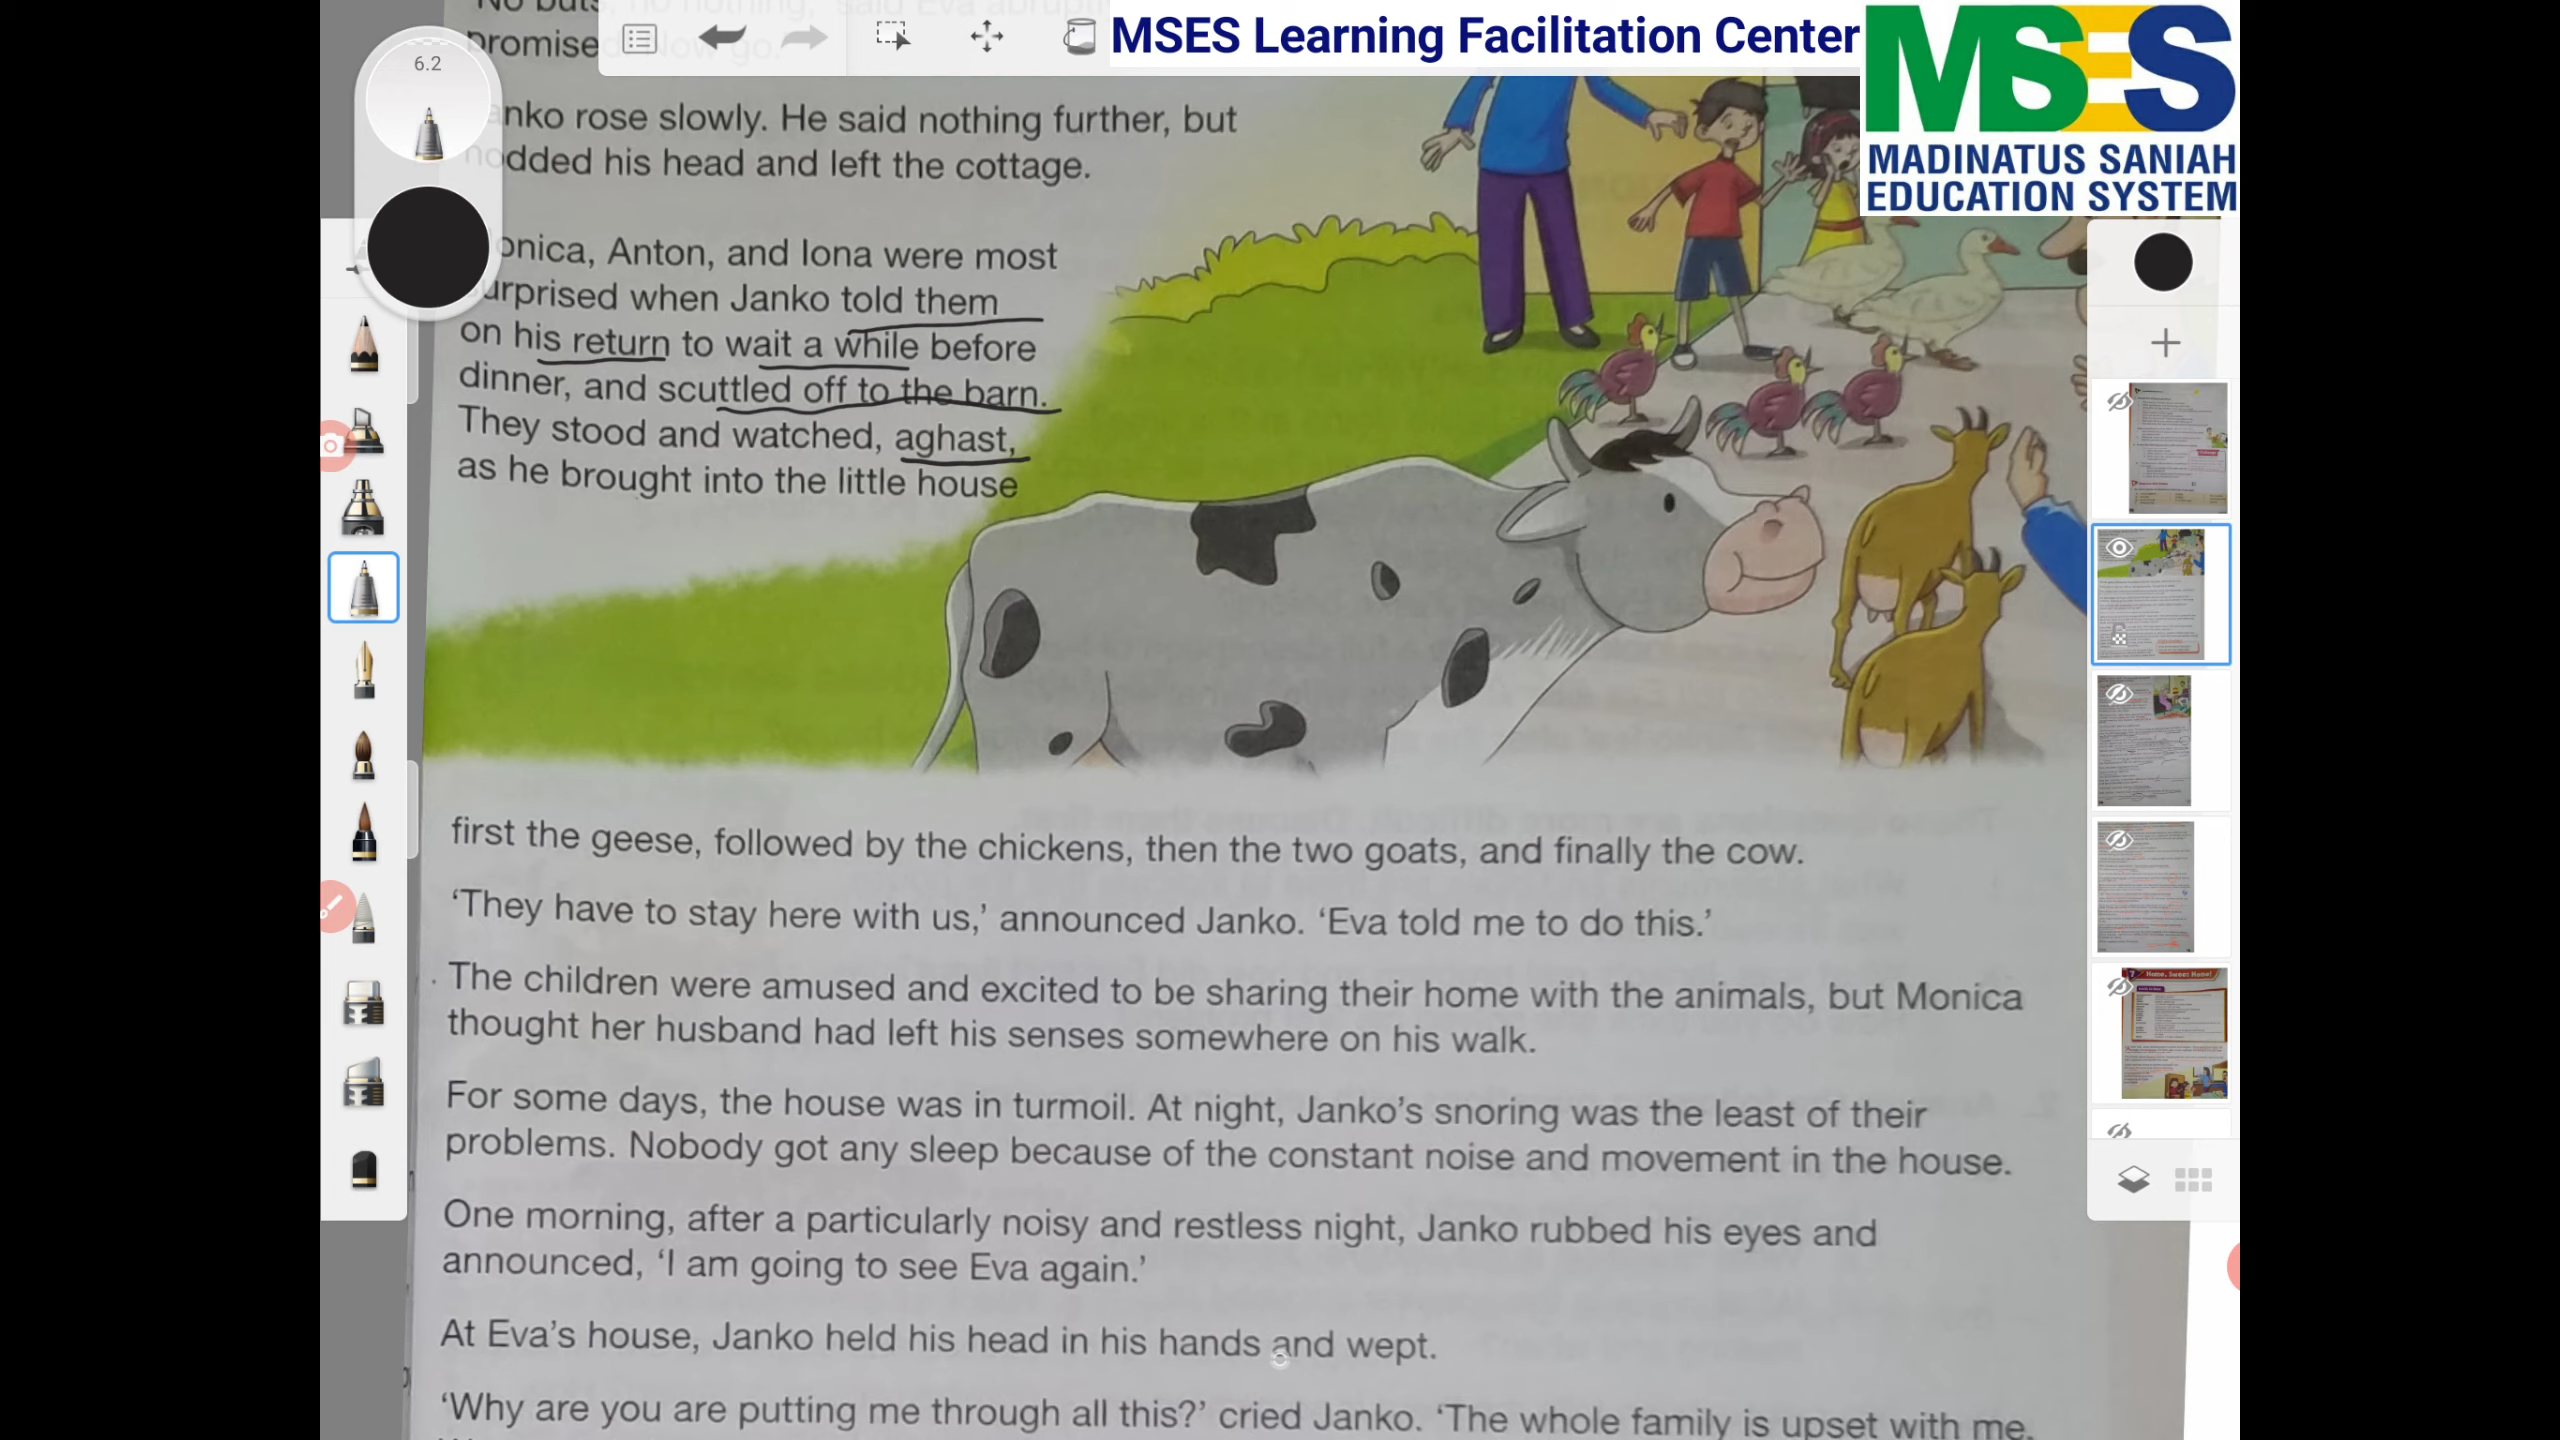 promise
6.2
MSES Learning Facilitation Center
MSES
MADINATUS SANIAH
EDUCATION SYSTEM
anko rose slowly. He said nothing further, but
nodded his head and left the cottage.
onica, Anton, and Iona were most
surprised when Janko told them
on his return to wait a while before
dinner, and scuttled off to the barn.
They stood and watched, aghast,
as he brought into the little house
first the geese, followed by the chickens, then the two goats, and finally the cow.
‘They have to stay here with us,’ announced Janko. ‘Eva told me to do this.’
The children were amused and excited to be sharing their home with the animals, but Monica
thought her husband had left his senses somewhere on his walk.
For some days, the house was in turmoil. At night, Janko’s snoring was the least of their
problems. Nobody got any sleep because of the constant noise and movement in the house.
One morning, after a particularly noisy and restless night, Janko rubbed his eyes and
announced, ‘I am going to see Eva again.’
At Eva’s house, Janko held his head in his hands and wept.
‘Why are you are putting me through all this?’ cried Janko. ‘The whole family is upset with me.
7 Home, Sweet Home!